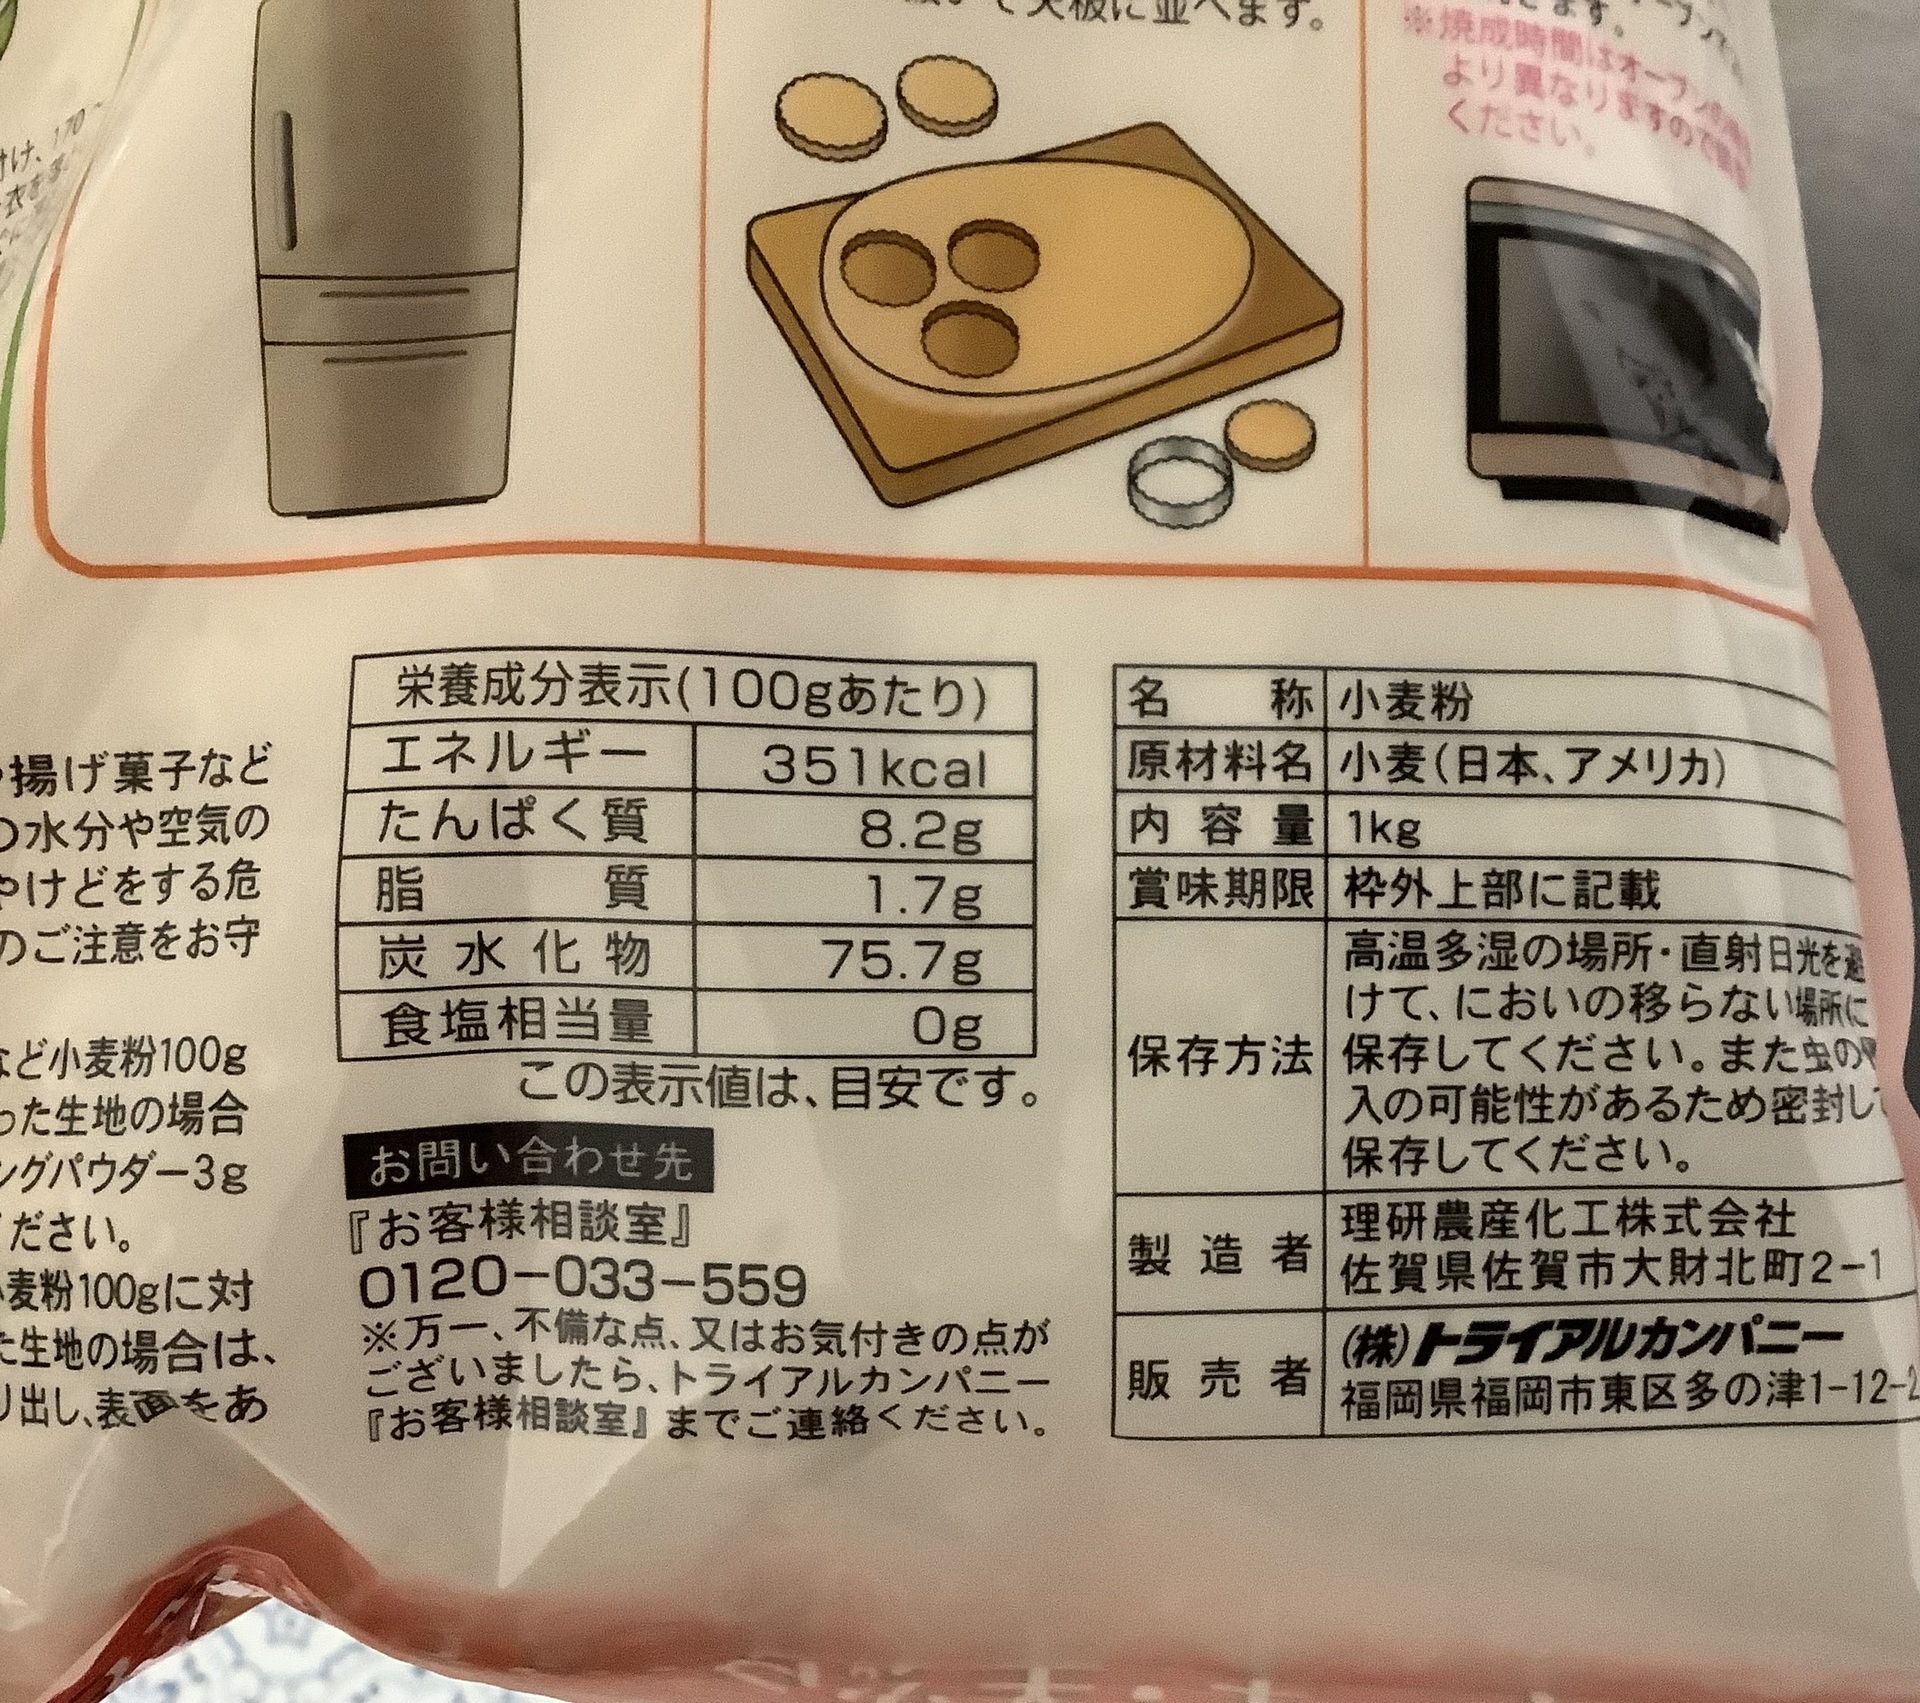 て天板に並べます。
※焼成時間はオーブンの
より異なりますので
ください。
揚げ菓子など
水分や空気の
やけどをする危
のご注意をお守
など小麦粉100g
った生地の場合
ングパウダー3g
ださい。
麦粉100gに対
た生地の場合は、
り出し、表面をあ
栄養成分表示(100gあたり)
エネルギー 351kcal
たんぱく質 8.2g
脂質 1.7g
炭水化物 75.7g
食塩相当量 0g
この表示値は、目安です。
お問い合わせ先
『お客様相談室』
0120-033-559
※万一、不備な点、又はお気付きの点が
ございましたら、トライアルカンパニー
『お客様相談室』までご連絡ください。
名称 小麦粉
原材料名 小麦(日本、アメリカ)
内容量 1kg
賞味期限 枠外上部に記載
保存方法 高温多湿の場所・直射日光を避
けて、においの移らない場所に
保存してください。また虫の
入の可能性があるため密封して
保存してください。
製造者 理研農産化工株式会社
佐賀県佐賀市大財北町2-1
販売者 (株)トライアルカンパニー
福岡県福岡市東区多の津1-12-2